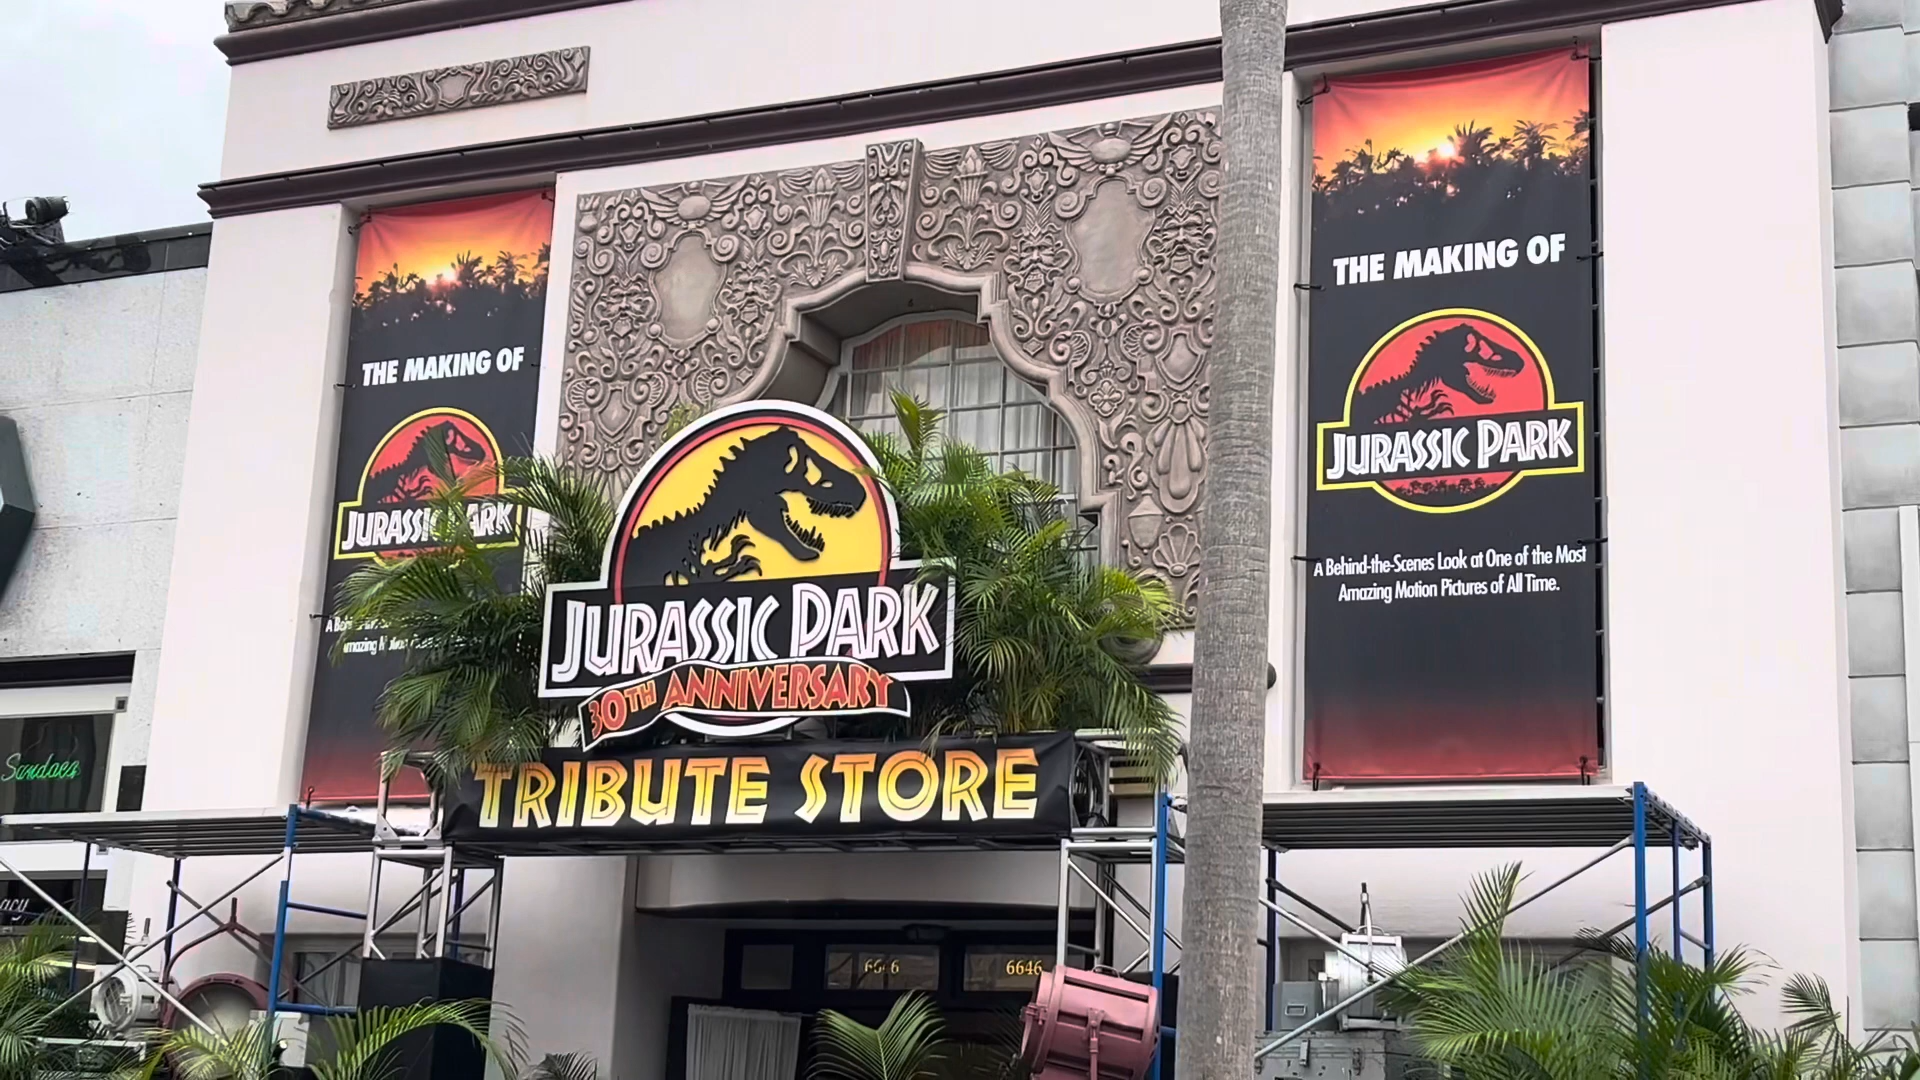 THE MAKING OF
JURASSIC PARK
THE MAKING OF
JURASSIC PARK
A Behind-the-Scenes Look at One of the Most
Amazing Motion Pictures of All Time.
JURASSIC PARK
30TH ANNIVERSARY
TRIBUTE STORE
Sundaes
6646
6646